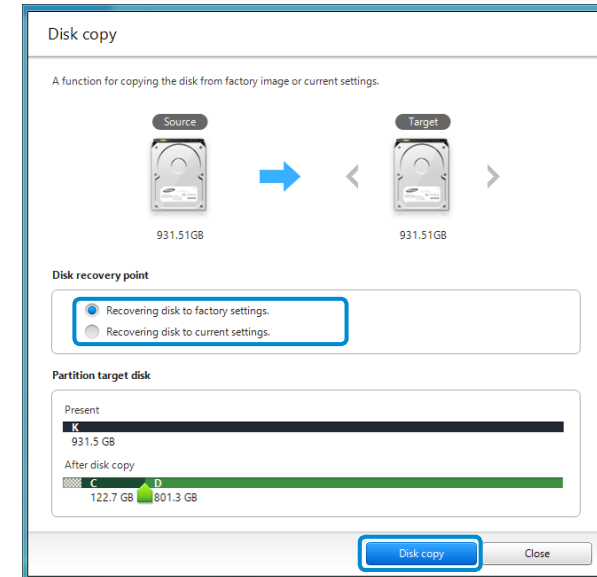 Disk copy
A function for copying the disk from factory image or current settings.
Source
Target
931.51GB
931.51GB
Disk recovery point
Recovering disk to factory settings.
Recovering disk to current settings.
Partition target disk
Present
K
931.5 GB
After disk copy
C
D
122.7 GB
801.3 GB
Disk copy
Close